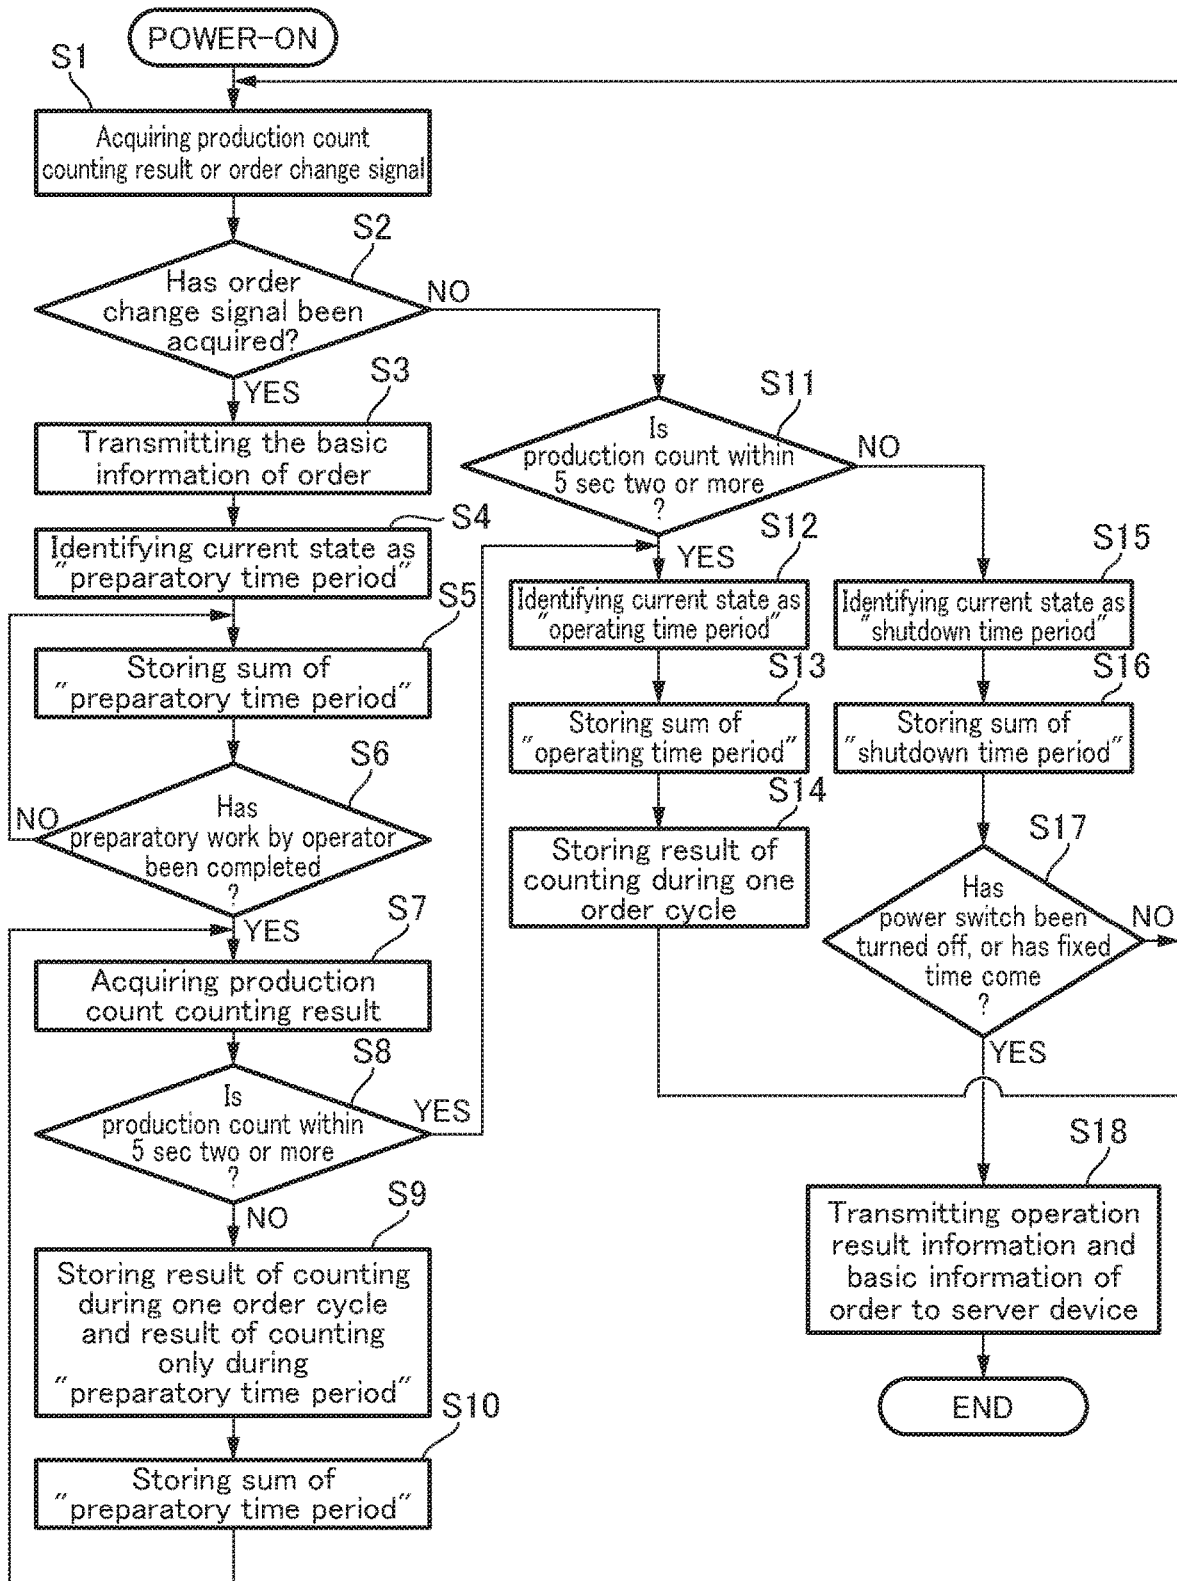 POWER-ON
S1
Acquiring production count
counting result or order change signal
S2
Has order
change signal been
acquired?
NO
YES
S3
Transmitting the basic
information of order
S4
Identifying current state as
"preparatory time period"
S5
Storing sum of
"preparatory time period"
S6
Has
preparatory work by operator
been completed
?
NO
YES
S7
Acquiring production
count counting result
S8
Is
production count within
5 sec two or more
?
YES
NO
S9
Storing result of counting
during one order cycle
and result of counting
only during
"preparatory time period"
S10
Storing sum of
"preparatory time period"
S11
Is
production count within
5 sec two or more
?
NO
YES
S12
Identifying current state as
"operating time period"
S13
Storing sum of
"operating time period"
S14
Storing result of
counting during one
order cycle
S15
Identifying current state as
"shutdown time period"
S16
Storing sum of
"shutdown time period"
S17
Has
power switch been
turned off, or has fixed
time come
?
NO
YES
S18
Transmitting operation
result information and
basic information of
order to server device
END